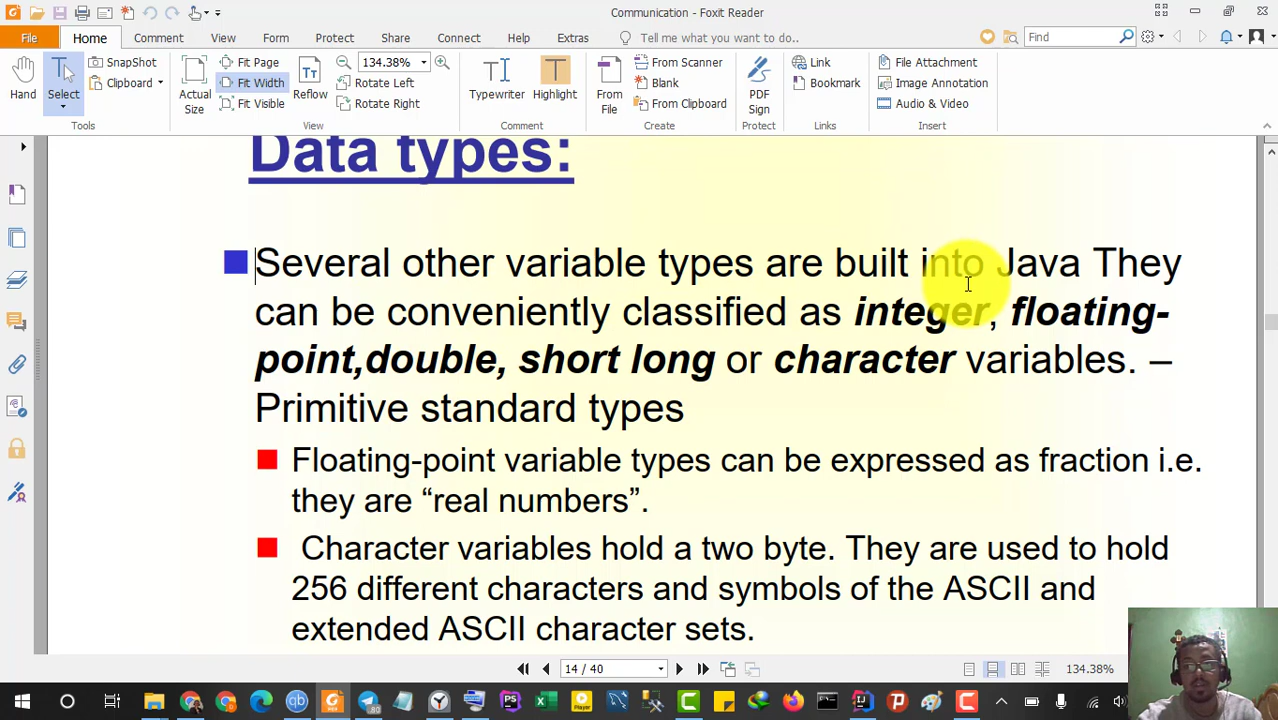 Communication - Foxit Reader
File
Home
Comment
View
Form
Protect
Share
Connect
Help
Extras
Tell me what you want...
Find
Hand
Select
SnapShot
Clipboard
Tools
Actual Size
Fit Page
Fit Width
Fit Visible
Reflow
134.38%
Rotate Left
Rotate Right
View
Typewriter
Highlight
Comment
From File
From Scanner
Blank
From Clipboard
Create
PDF Sign
Protect
Link
Bookmark
Links
File Attachment
Image Annotation
Audio & Video
Insert
Data types:
Several other variable types are built into Java They
can be conveniently classified as integer, floating-
point,double, short long or character variables. –
Primitive standard types
Floating-point variable types can be expressed as fraction i.e.
they are “real numbers”.
Character variables hold a two byte. They are used to hold
256 different characters and symbols of the ASCII and
extended ASCII character sets.
14 / 40
134.38%